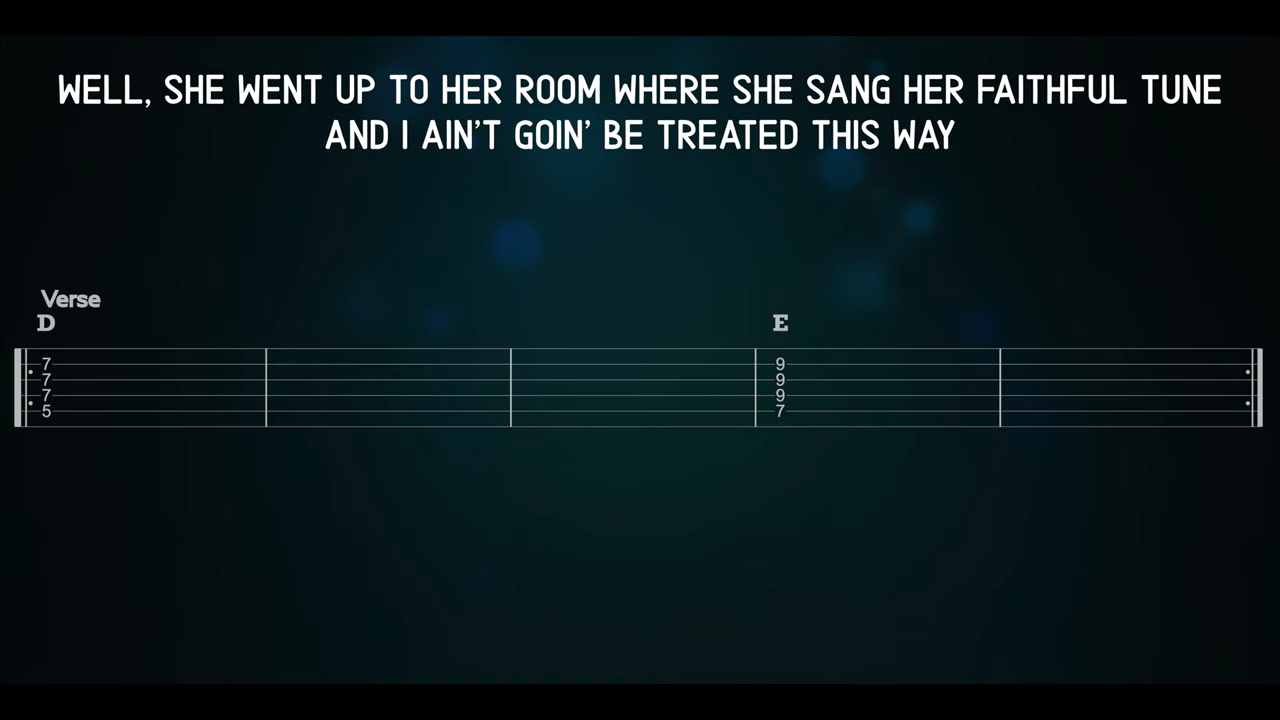 WELL, SHE WENT UP TO HER ROOM WHERE SHE SANG HER FAITHFUL TUNE
AND I AIN'T GOIN' BE TREATED THIS WAY
Verse
D E
7 9
7 9
7 9
5 7